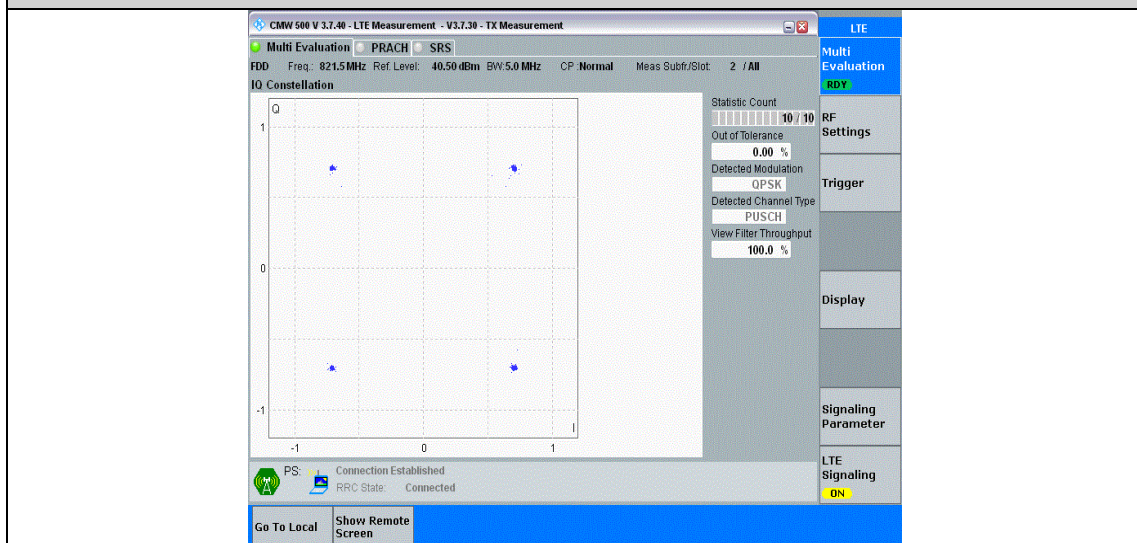 CMW 500 V 3.7.40 - LTE Measurement - V3.7.30 - TX Measurement
LTE
Multi Evaluation PRACH SRS
Multi
Evaluation
RDY
FDD Freq.: 821.5 MHz Ref. Level: 40.50 dBm BW: 5.0 MHz CP :Normal Meas Subfr./Slot: 2 / All
IQ Constellation
Q
1
0
-1
-1 0 1
I
Statistic Count
10 / 10
Out of Tolerance
0.00 %
Detected Modulation
QPSK
Detected Channel Type
PUSCH
View Filter Throughput
100.0 %
RF
Settings
Trigger
Display
Signaling
Parameter
LTE
Signaling
ON
PS: Connection Established
RRC State: Connected
Go To Local
Show Remote
Screen